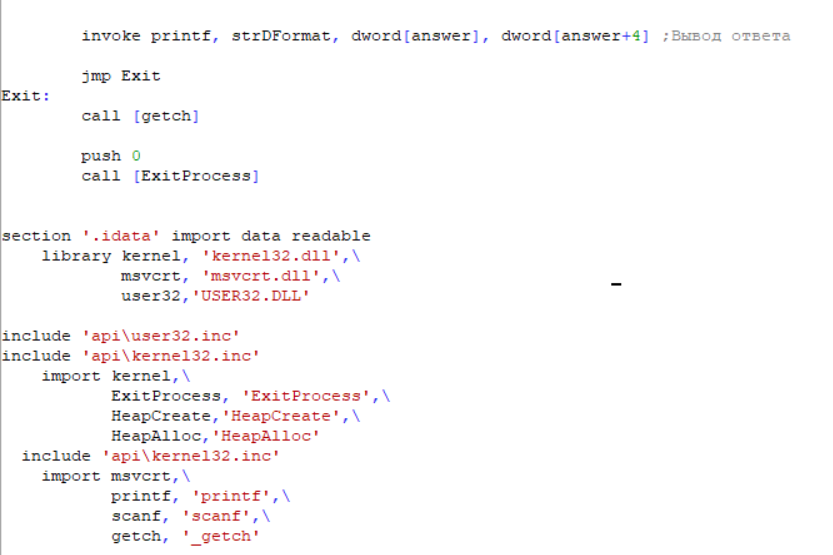 invoke printf, strDFormat, dword[answer], dword[answer+4] ;Вывод ответа
jmp Exit
Exit:
call [getch]
push 0
call [ExitProcess]
section '.idata' import data readable
library kernel, 'kernel32.dll',\
msvcrt, 'msvcrt.dll',\
user32,'USER32.DLL'
include 'api\user32.inc'
include 'api\kernel32.inc'
import kernel,\
ExitProcess, 'ExitProcess',\
HeapCreate,'HeapCreate',\
HeapAlloc,'HeapAlloc'
include 'api\kernel32.inc'
import msvcrt,\
printf, 'printf',\
scanf, 'scanf',\
getch, '_getch'